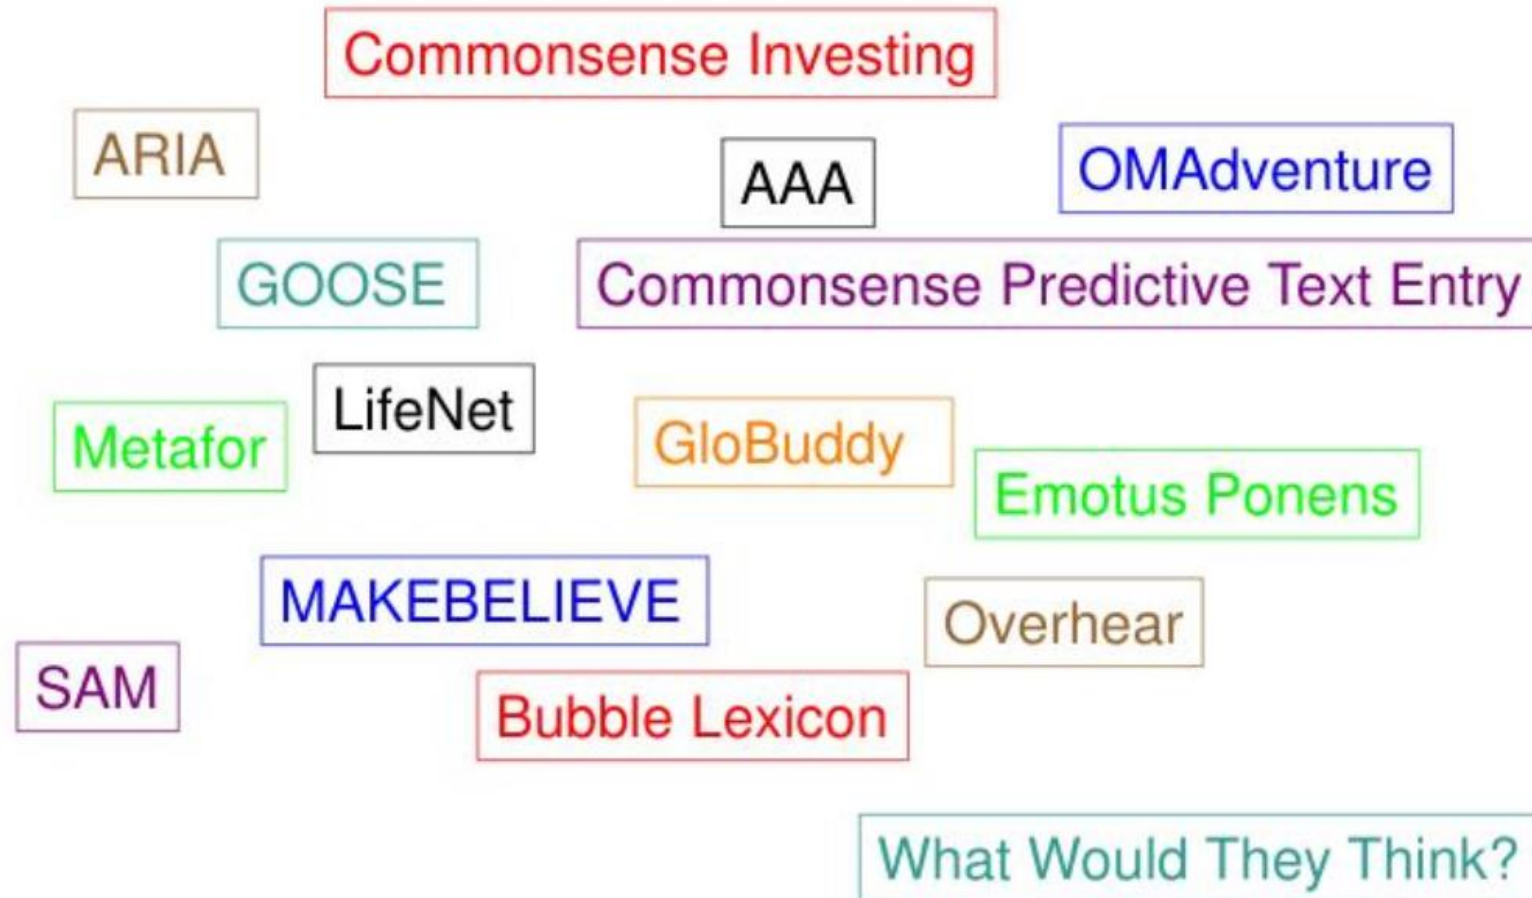 Commonsense Investing
ARIA
AAA
OMAdventure
GOOSE
Commonsense Predictive Text Entry
LifeNet
Metafor
GloBuddy
Emotus Ponens
MAKEBELIEVE
Overhear
SAM
Bubble Lexicon
What Would They Think?